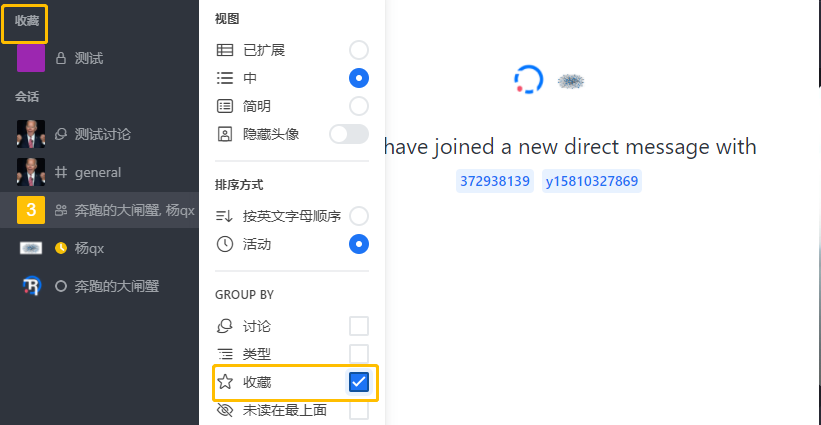 收藏
测试
会话
测试讨论
general
3
奔跑的大闸蟹, 杨qx
杨qx
奔跑的大闸蟹
视图
已扩展
中
简明
隐藏头像
排序方式
按英文字母顺序
活动
GROUP BY
讨论
类型
收藏
未读在最上面
have joined a new direct message with
372938139 y15810327869